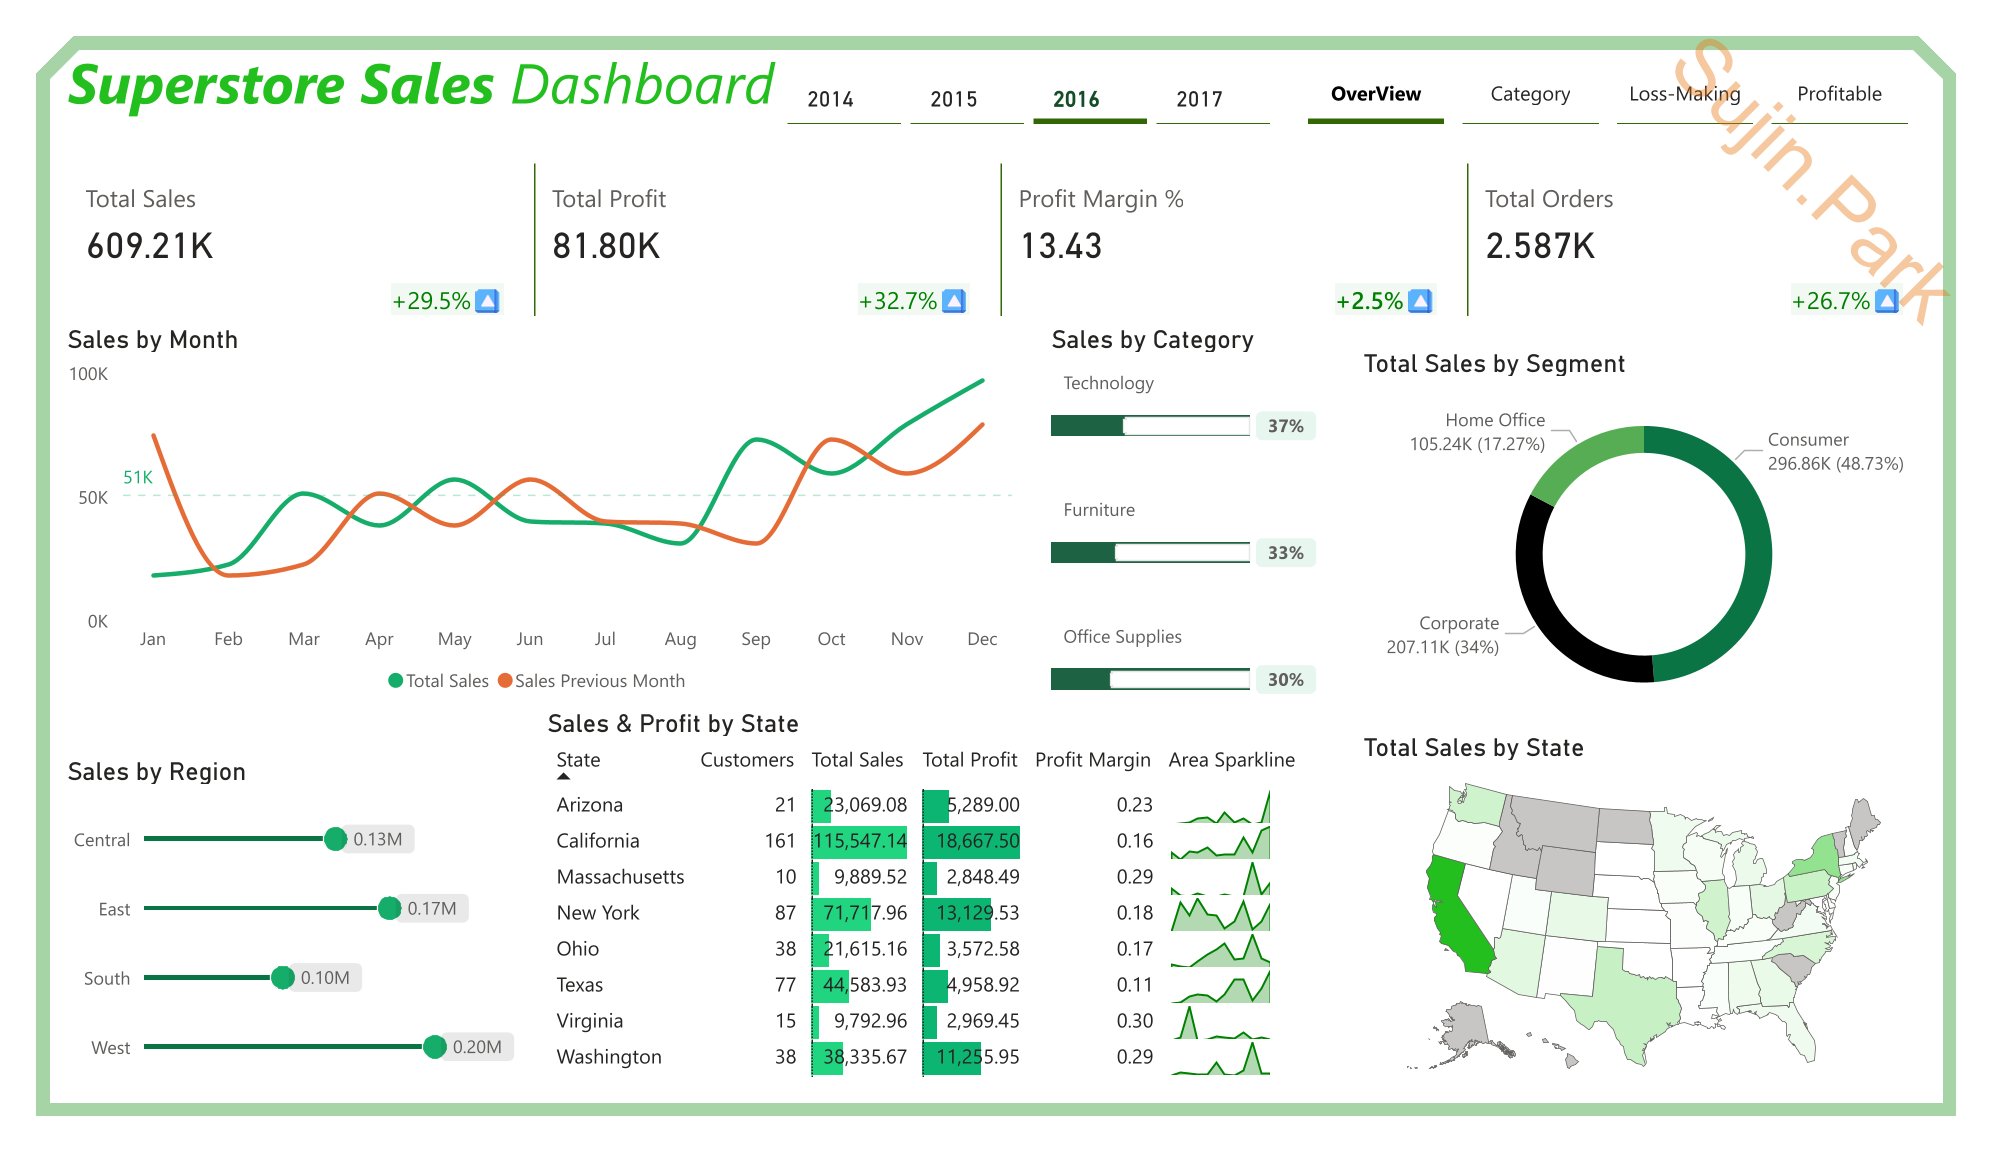 Superstore Sales Dashboard
2014 2015 2016 2017
OverView Category Loss-Making Profitable
Sujin.Park
Total Sales
609.21K
+29.5%
Total Profit
81.80K
+32.7%
Profit Margin %
13.43
+2.5%
Total Orders
2.587K
+26.7%
Sales by Month
100K
51K
50K
0K
Jan Feb Mar Apr May Jun Jul Aug Sep Oct Nov Dec
Total Sales Sales Previous Month
Sales by Category
Technology
37%
Furniture
33%
Office Supplies
30%
Total Sales by Segment
Home Office
105.24K (17.27%)
Consumer
296.86K (48.73%)
Corporate
207.11K (34%)
Sales by Region
Central 0.13M
East 0.17M
South 0.10M
West 0.20M
Sales & Profit by State
State Customers Total Sales Total Profit Profit Margin Area Sparkline
Arizona 21 23,069.08 5,289.00 0.23
California 161 115,547.14 18,667.50 0.16
Massachusetts 10 9,889.52 2,848.49 0.29
New York 87 71,717.96 13,129.53 0.18
Ohio 38 21,615.16 3,572.58 0.17
Texas 77 44,583.93 4,958.92 0.11
Virginia 15 9,792.96 2,969.45 0.30
Washington 38 38,335.67 11,255.95 0.29
Total Sales by State